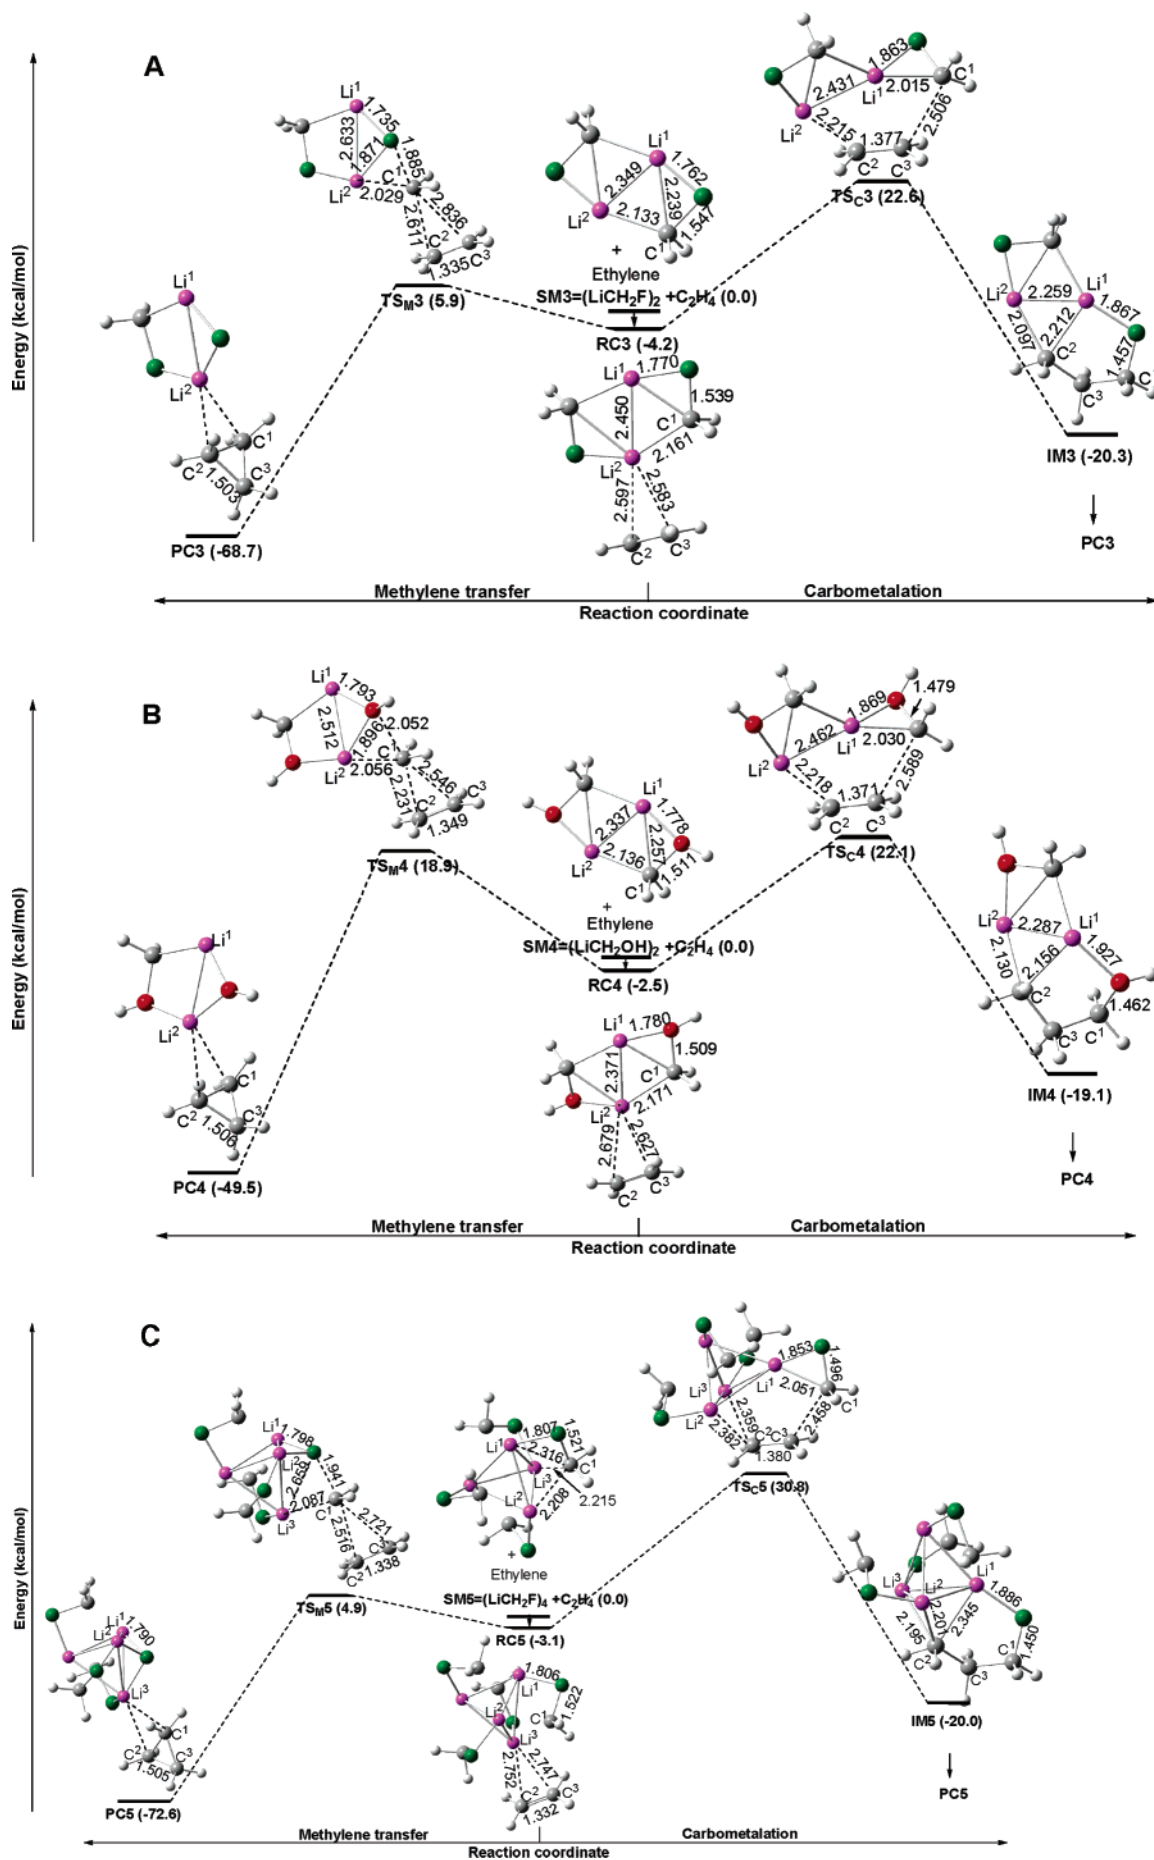 A
Energy (kcal/mol)
Li¹
1.735
2.633
1.871
1.885
C¹
Li²
2.029
2.836
2.611
C²
1.335
C³
TS_M3 (5.9)
Li¹
Li²
C¹
C²
C³
1.503
PC3 (-68.7)
Li¹
1.762
2.349
2.239
Li²
2.133
1.547
C¹
+
Ethylene
SM3=(LiCH₂F)₂ +C₂H₄ (0.0)
RC3 (-4.2)
Li¹
1.770
2.450
1.539
C¹
Li²
2.161
2.597
2.583
C²
C³
1.863
2.431
Li¹
2.015
C¹
Li²
2.215
1.377
2.506
C²
C³
TS_C3 (22.6)
Li²
2.259
Li¹
1.867
2.097
2.212
C²
1.457
C³
IM3 (-20.3)
PC3
Methylene transfer
Carbometalation
Reaction coordinate
B
Energy (kcal/mol)
Li¹
1.793
2.512
1.896
2.052
C¹
Li²
2.056
2.546
2.231
C³
C²
1.349
TS_M4 (18.9)
Li¹
Li²
C¹
C²
C³
1.506
PC4 (-49.5)
Li¹
1.778
2.337
2.257
Li²
2.136
1.511
C¹
+
Ethylene
SM4=(LiCH₂OH)₂ +C₂H₄ (0.0)
RC4 (-2.5)
Li¹
1.780
2.371
1.509
C¹
Li²
2.171
2.679
2.627
C²
C³
1.869
1.479
2.462
Li¹
2.030
Li²
2.218
1.371
2.589
C²
C³
TS_C4 (22.1)
Li²
2.287
Li¹
1.927
2.130
2.156
C²
1.462
C³
C¹
IM4 (-19.1)
PC4
Methylene transfer
Carbometalation
Reaction coordinate
C
Energy (kcal/mol)
Li¹
1.798
Li²
2.659
1.941
2.087
Li³
C¹
2.721
2.516
C³
C²
1.338
TS_M5 (4.9)
Li¹
1.790
Li²
Li³
C¹
C²
C³
1.505
PC5 (-72.6)
1.807
1.521
Li¹
2.316
C¹
Li³
Li²
2.208
2.215
+
Ethylene
SM5=(LiCH₂F)₄ +C₂H₄ (0.0)
RC5 (-3.1)
1.806
Li¹
1.522
Li²
C¹
Li³
2.752
2.747
C²
C³
1.332
1.853
1.496
Li³
Li¹
2.051
C¹
Li²
2.359
2.382
2.458
C²
C³
1.380
TS_C5 (30.8)
Li³
Li²
Li¹
1.886
2.201
2.345
2.195
C¹
1.450
C²
C³
IM5 (-20.0)
PC5
Methylene transfer
Carbometalation
Reaction coordinate